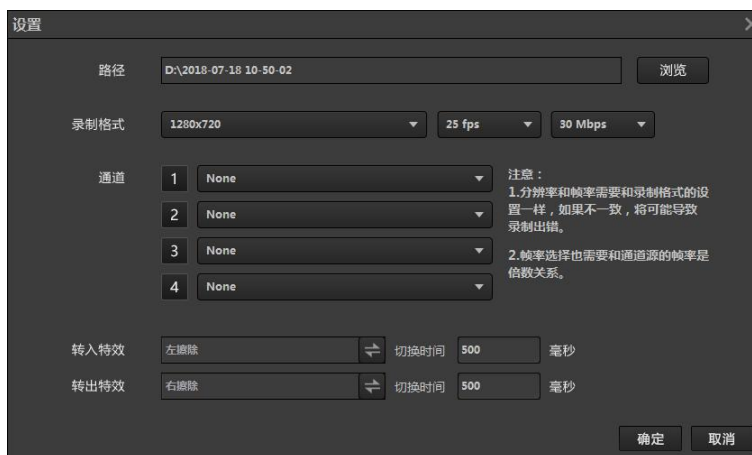 设置
路径 D:\2018-07-18 10-50-02 浏览
录制格式 1280x720 25 fps 30 Mbps
通道 1 None
2 None
3 None
4 None
注意：
1.分辨率和帧率需要和录制格式的设
置一样，如果不一致，将可能导致
录制出错。
2.帧率选择也需要和通道源的帧率是
倍数关系。
转入特效 左擦除 切换时间 500 毫秒
转出特效 右擦除 切换时间 500 毫秒
确定 取消